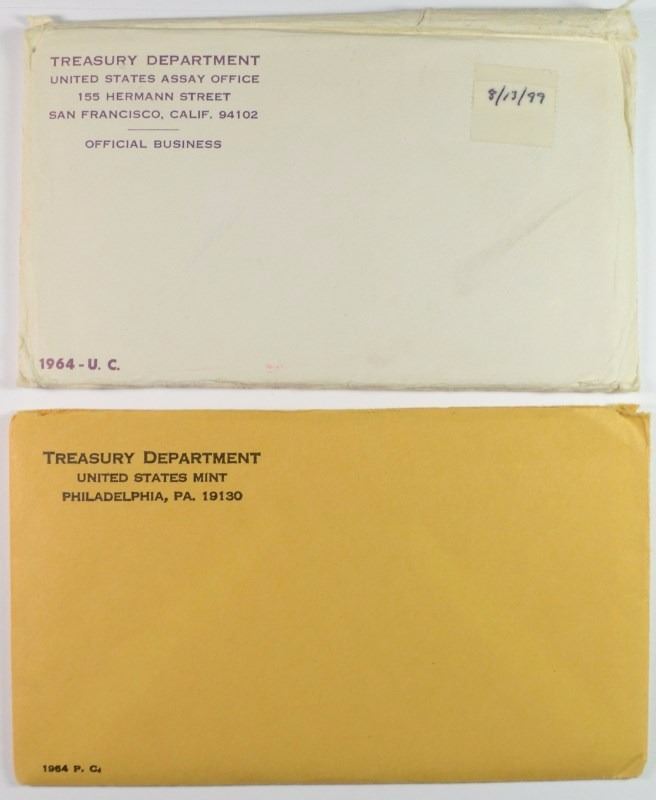 TREASURY DEPARTMENT
UNITED STATES ASSAY OFFICE
155 HERMANN STREET
SAN FRANCISCO, CALIF. 94102
OFFICIAL BUSINESS
8/13/99
1964 - U. C.
TREASURY DEPARTMENT
UNITED STATES MINT
PHILADELPHIA, PA. 19130
1964 P. C.